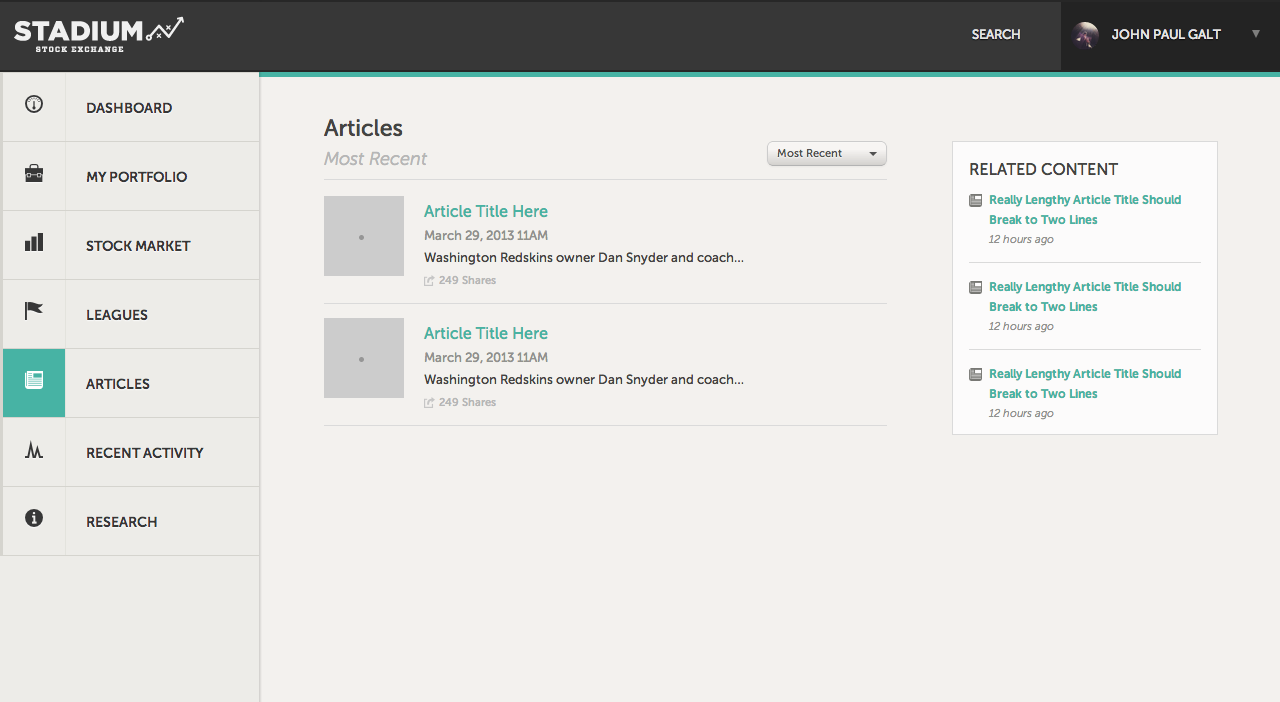 STADIUM
STOCK EXCHANGE
SEARCH
JOHN PAUL GALT
DASHBOARD
MY PORTFOLIO
STOCK MARKET
LEAGUES
ARTICLES
RECENT ACTIVITY
RESEARCH
Articles
Most Recent
Most Recent
Article Title Here
March 29, 2013 11AM
Washington Redskins owner Dan Snyder and coach...
249 Shares
Article Title Here
March 29, 2013 11AM
Washington Redskins owner Dan Snyder and coach...
249 Shares
RELATED CONTENT
Really Lengthy Article Title Should
Break to Two Lines
12 hours ago
Really Lengthy Article Title Should
Break to Two Lines
12 hours ago
Really Lengthy Article Title Should
Break to Two Lines
12 hours ago